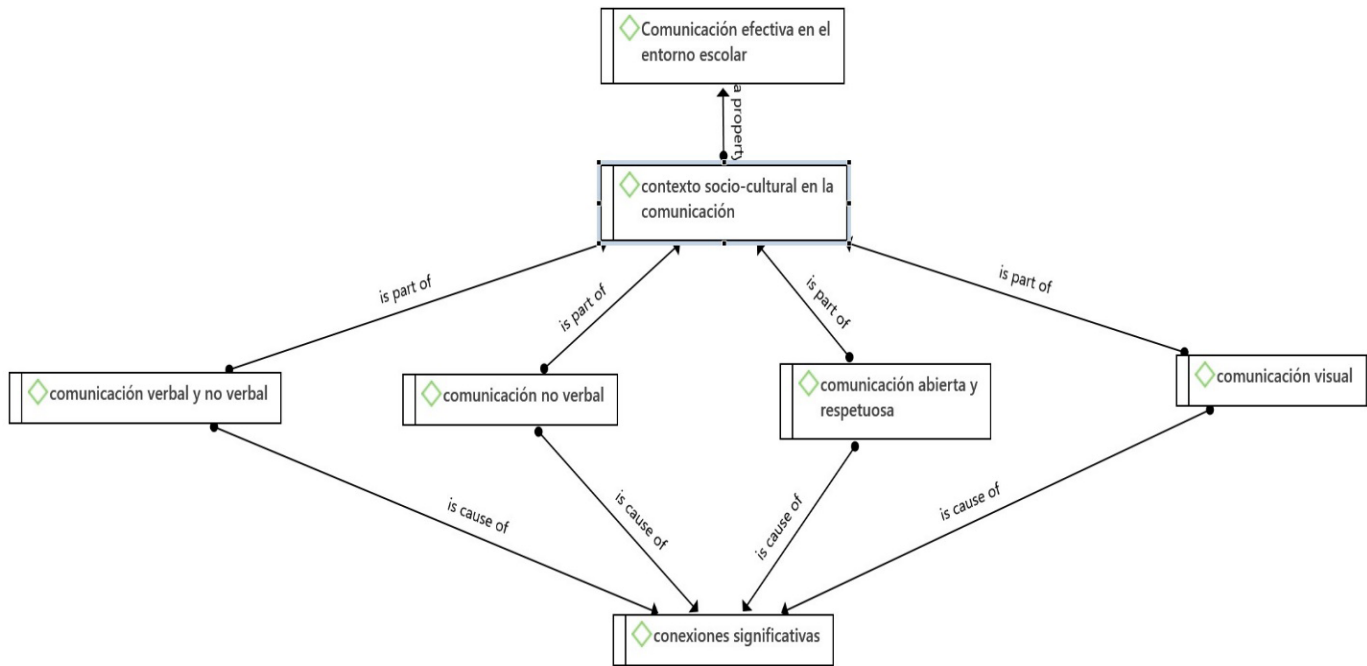 Comunicación efectiva en el
entorno escolar
a property
contexto socio-cultural en la
comunicación
is part of
is part of
is part of
is part of
comunicación verbal y no verbal
comunicación no verbal
comunicación abierta y
respetuosa
comunicación visual
is cause of
is cause of
is cause of
is cause of
conexiones significativas